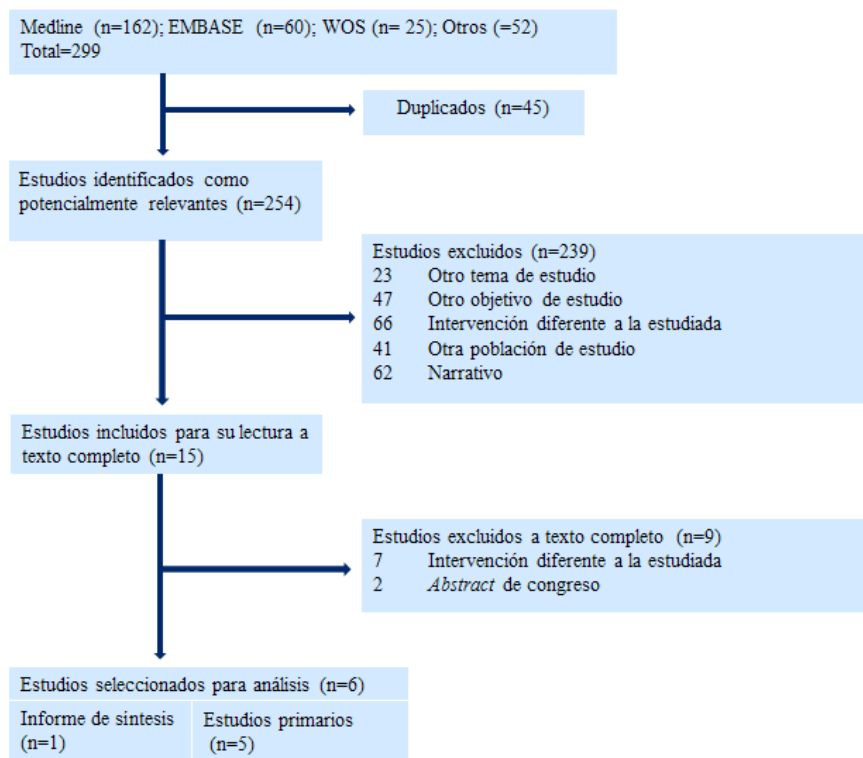 Medline (n=162); EMBASE (n=60); WOS (n= 25); Otros (=52)
Total=299
Duplicados (n=45)
Estudios identificados como
potencialmente relevantes (n=254)
Estudios excluidos (n=239)
23 Otro tema de estudio
47 Otro objetivo de estudio
66 Intervención diferente a la estudiada
41 Otra población de estudio
62 Narrativo
Estudios incluidos para su lectura a
texto completo (n=15)
Estudios excluidos a texto completo (n=9)
7 Intervención diferente a la estudiada
2 Abstract de congreso
Estudios seleccionados para análisis (n=6)
Informe de síntesis
(n=1)
Estudios primarios
(n=5)